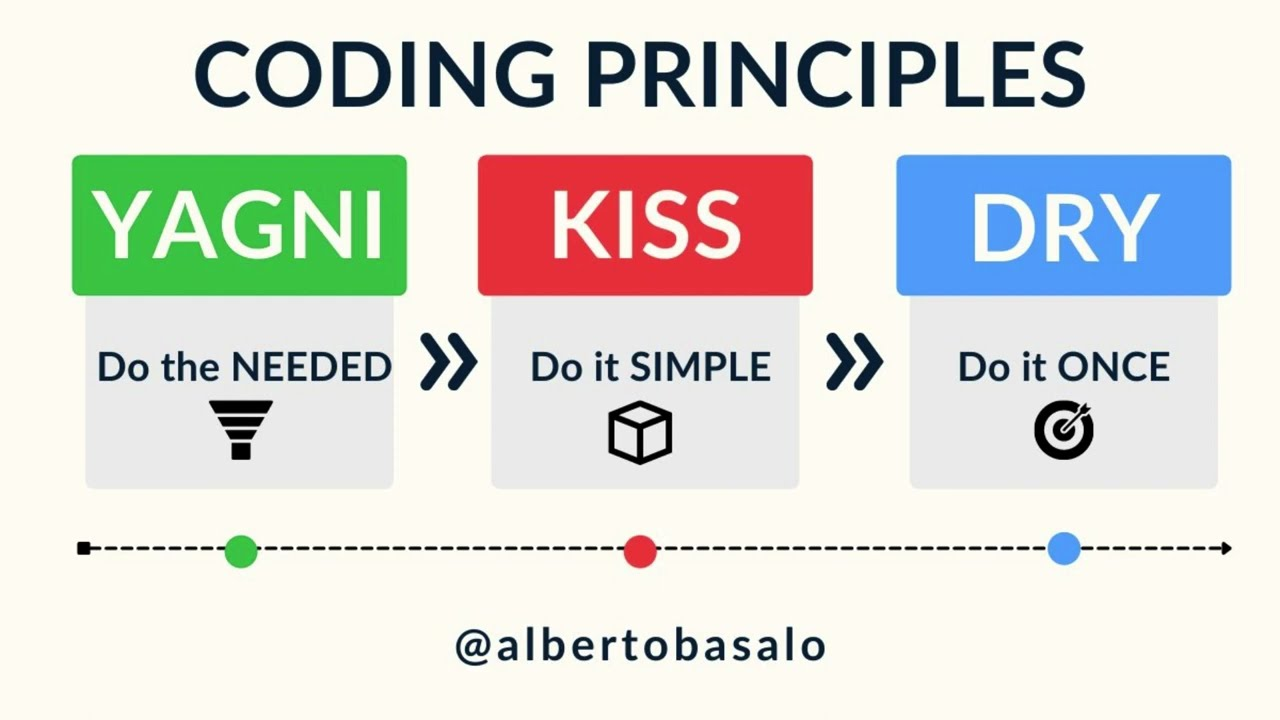 CODING PRINCIPLES
YAGNI
Do the NEEDED
KISS
Do it SIMPLE
DRY
Do it ONCE
@albertobasalo